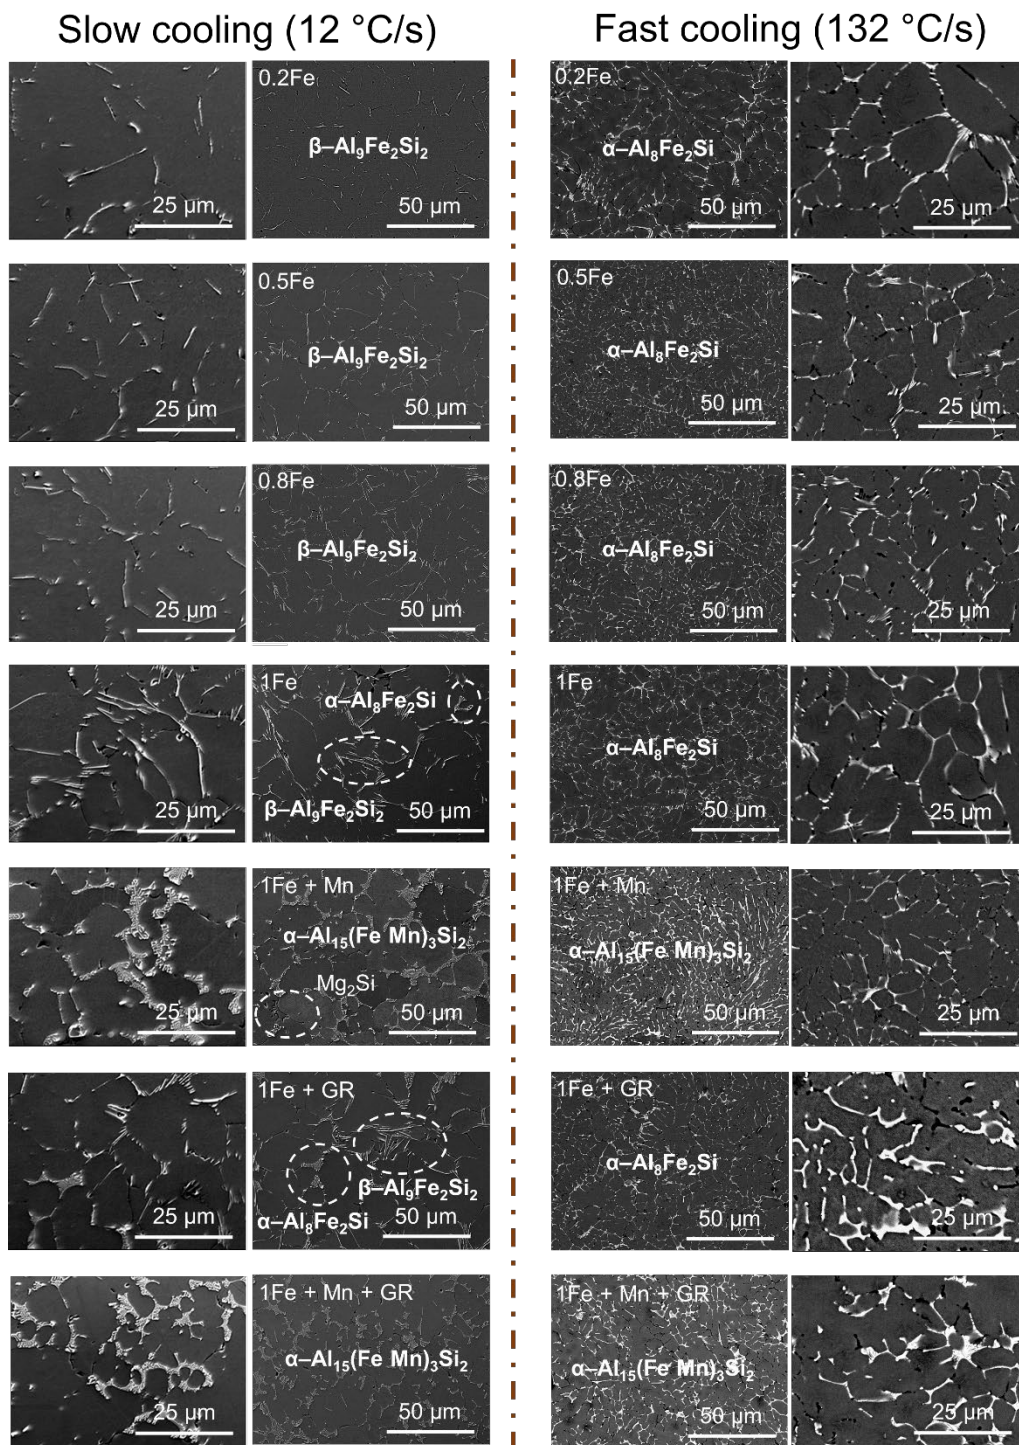 Slow cooling (12 °C/s)
Fast cooling (132 °C/s)
25 µm
0.2Fe
β–Al₉Fe₂Si₂
50 µm
0.2Fe
α–Al₈Fe₂Si
50 µm
25 µm
25 µm
0.5Fe
β–Al₉Fe₂Si₂
50 µm
0.5Fe
α–Al₈Fe₂Si
50 µm
25 µm
25 µm
0.8Fe
β–Al₉Fe₂Si₂
50 µm
0.8Fe
α–Al₈Fe₂Si
50 µm
25 µm
25 µm
1Fe
α–Al₈Fe₂Si
β–Al₉Fe₂Si₂
50 µm
1Fe
α–Al₈Fe₂Si
50 µm
25 µm
25 µm
1Fe + Mn
α–Al₁₅(Fe Mn)₃Si₂
Mg₂Si
50 µm
1Fe + Mn
α–Al₁₅(Fe Mn)₃Si₂
50 µm
25 µm
25 µm
1Fe + GR
β–Al₉Fe₂Si₂
α–Al₈Fe₂Si
50 µm
1Fe + GR
α–Al₈Fe₂Si
50 µm
25 µm
25 µm
1Fe + Mn + GR
α–Al₁₅(Fe Mn)₃Si₂
50 µm
1Fe + Mn + GR
α–Al₁₅(Fe Mn)₃Si₂
50 µm
25 µm